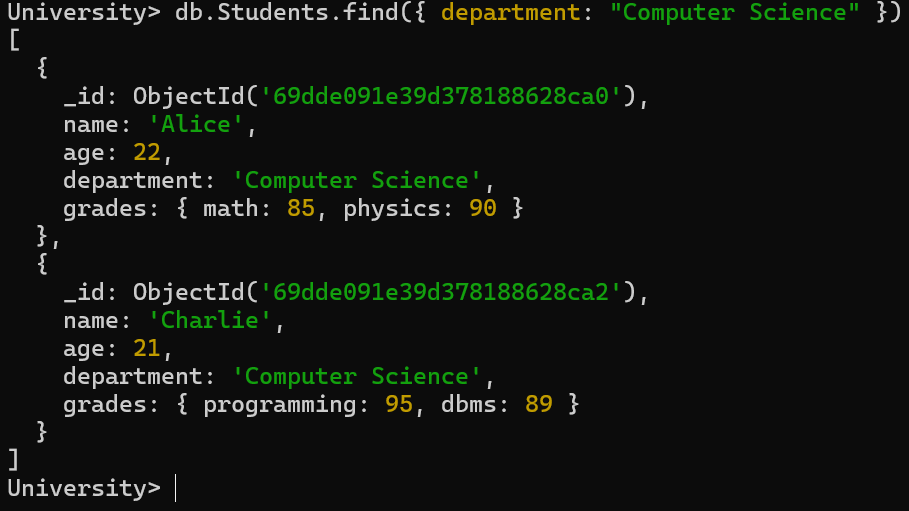 University> db.Students.find({ department: "Computer Science" })
[
  {
    _id: ObjectId('69dde091e39d378188628ca0'),
    name: 'Alice',
    age: 22,
    department: 'Computer Science',
    grades: { math: 85, physics: 90 }
  },
  {
    _id: ObjectId('69dde091e39d378188628ca2'),
    name: 'Charlie',
    age: 21,
    department: 'Computer Science',
    grades: { programming: 95, dbms: 89 }
  }
]
University>